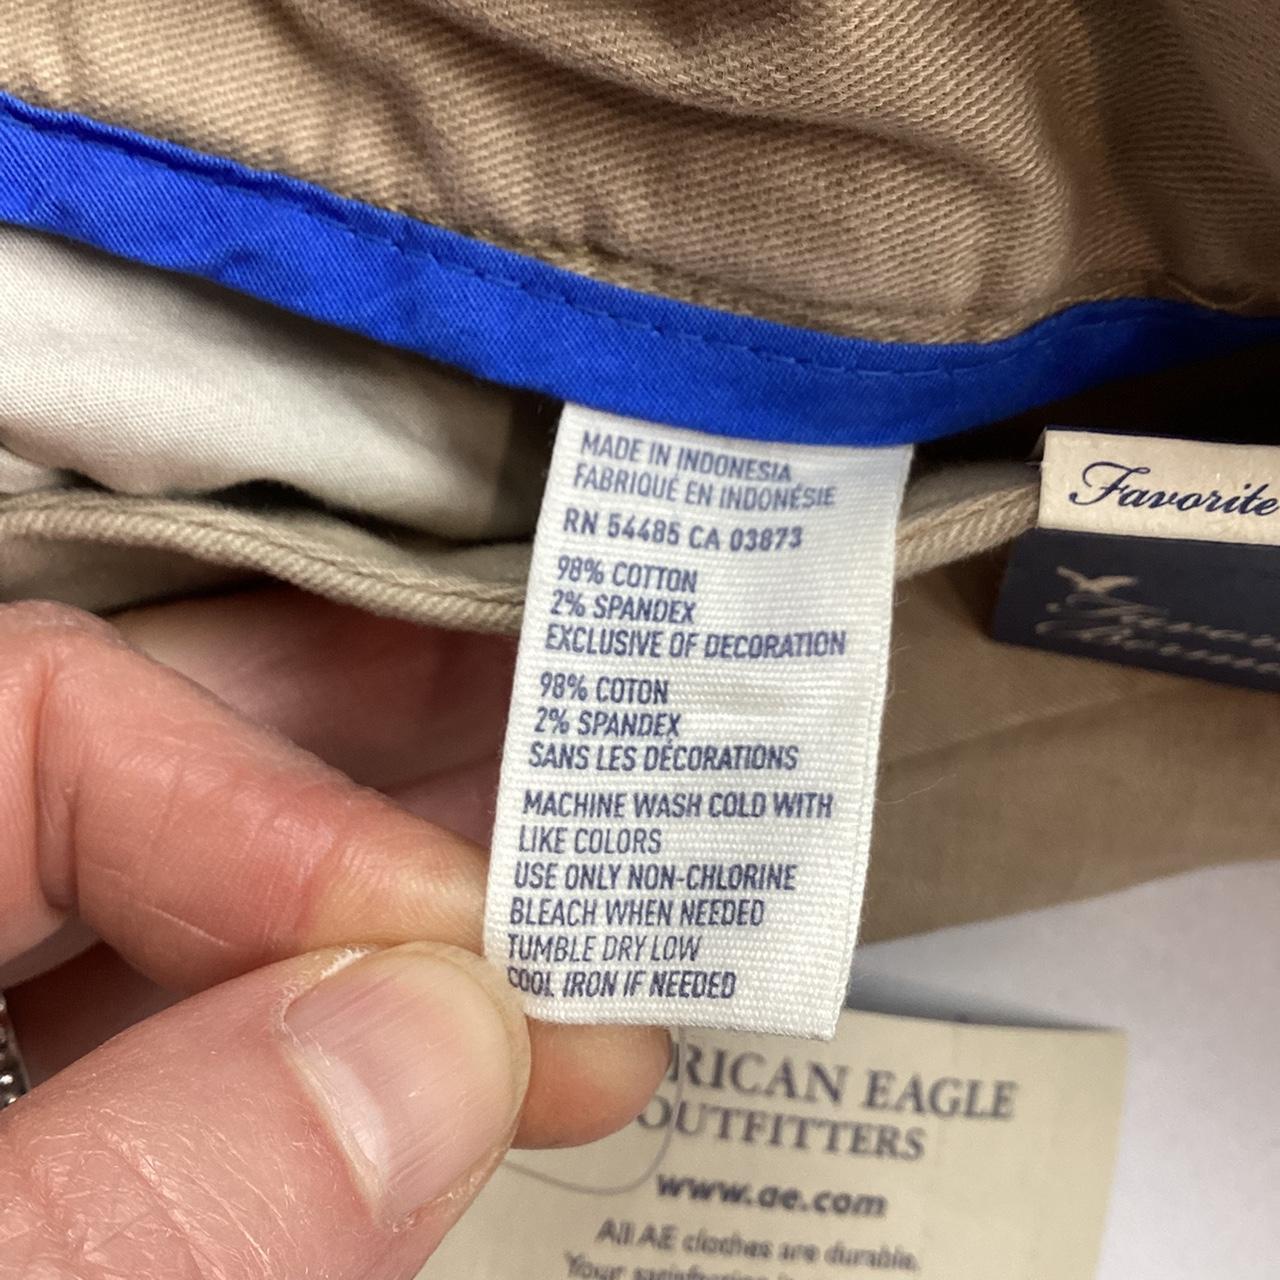 MADE IN INDONESIA
FABRIQUÉ EN INDONÉSIE
RN 54485 CA 03873
98% COTTON
2% SPANDEX
EXCLUSIVE OF DECORATION
98% COTON
2% SPANDEX
SANS LES DÉCORATIONS
MACHINE WASH COLD WITH
LIKE COLORS
USE ONLY NON-CHLORINE
BLEACH WHEN NEEDED
TUMBLE DRY LOW
COOL IRON IF NEEDED
Favorite
RICAN EAGLE
OUTFITTERS
www.ae.com
All AE clothes are durable.
Your satisfaction